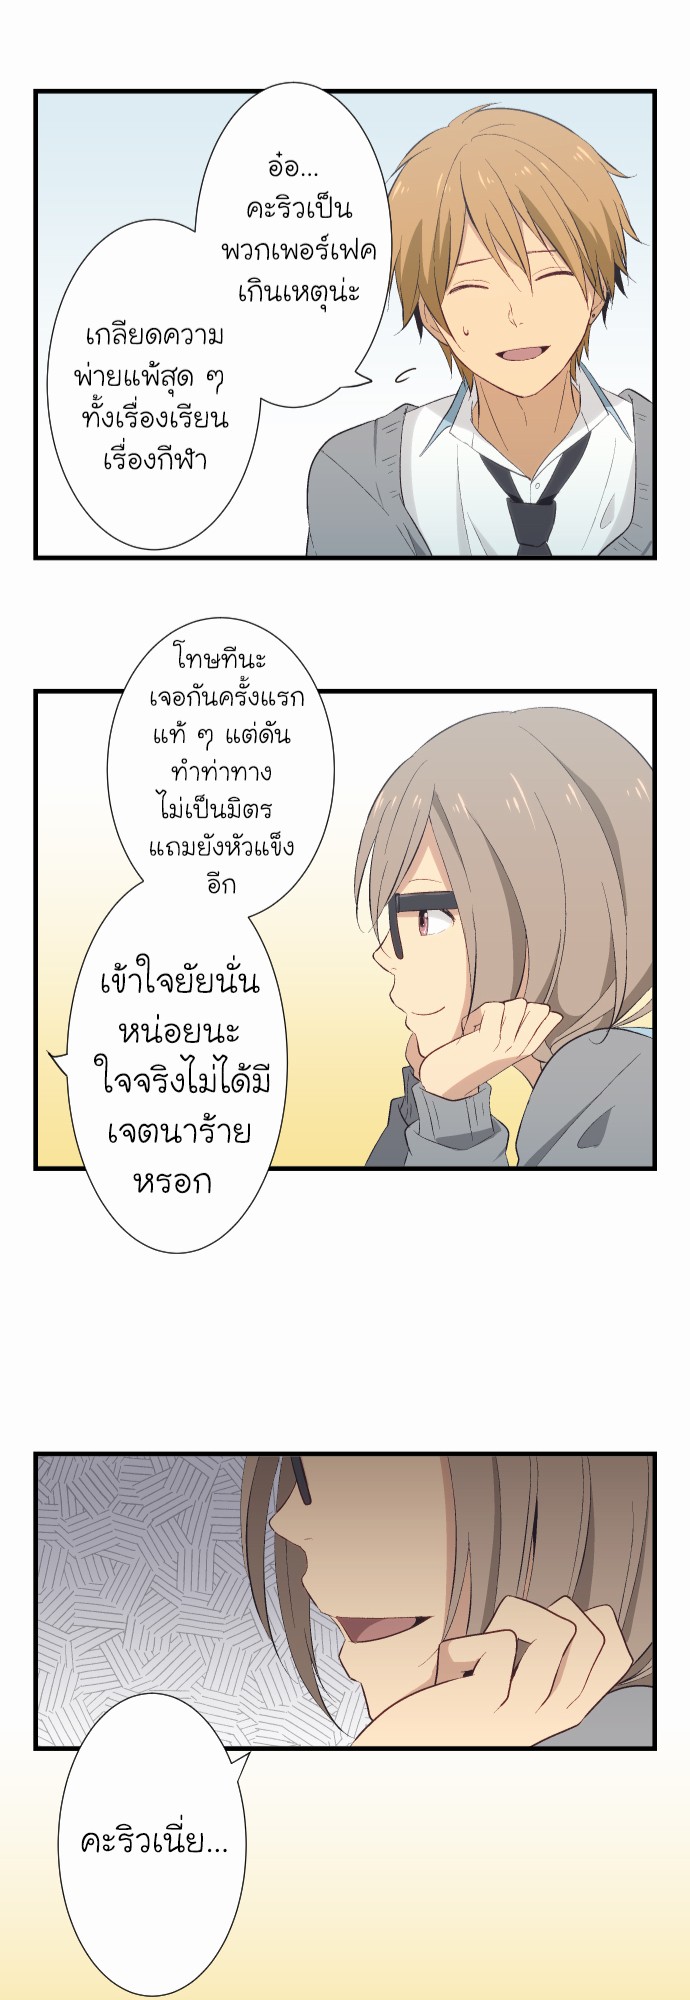 อ๋อ...
คะริวเป็น
พวกเพอร์เฟค
เกินเหตุน่ะ
เกลียดความ
พ่ายแพ้สุด ๆ
ทั้งเรื่องเรียน
เรื่องกีฬา
โทษทีนะ
เจอกันครั้งแรก
แท้ ๆ แต่ดัน
ทำท่าทาง
ไม่เป็นมิตร
แถมยังหัวแข็ง
อีก
เข้าใจยัยนั่น
หน่อยนะ
ใจจริงไม่ได้มี
เจตนาร้าย
หรอก
คะริวเนี่ย...